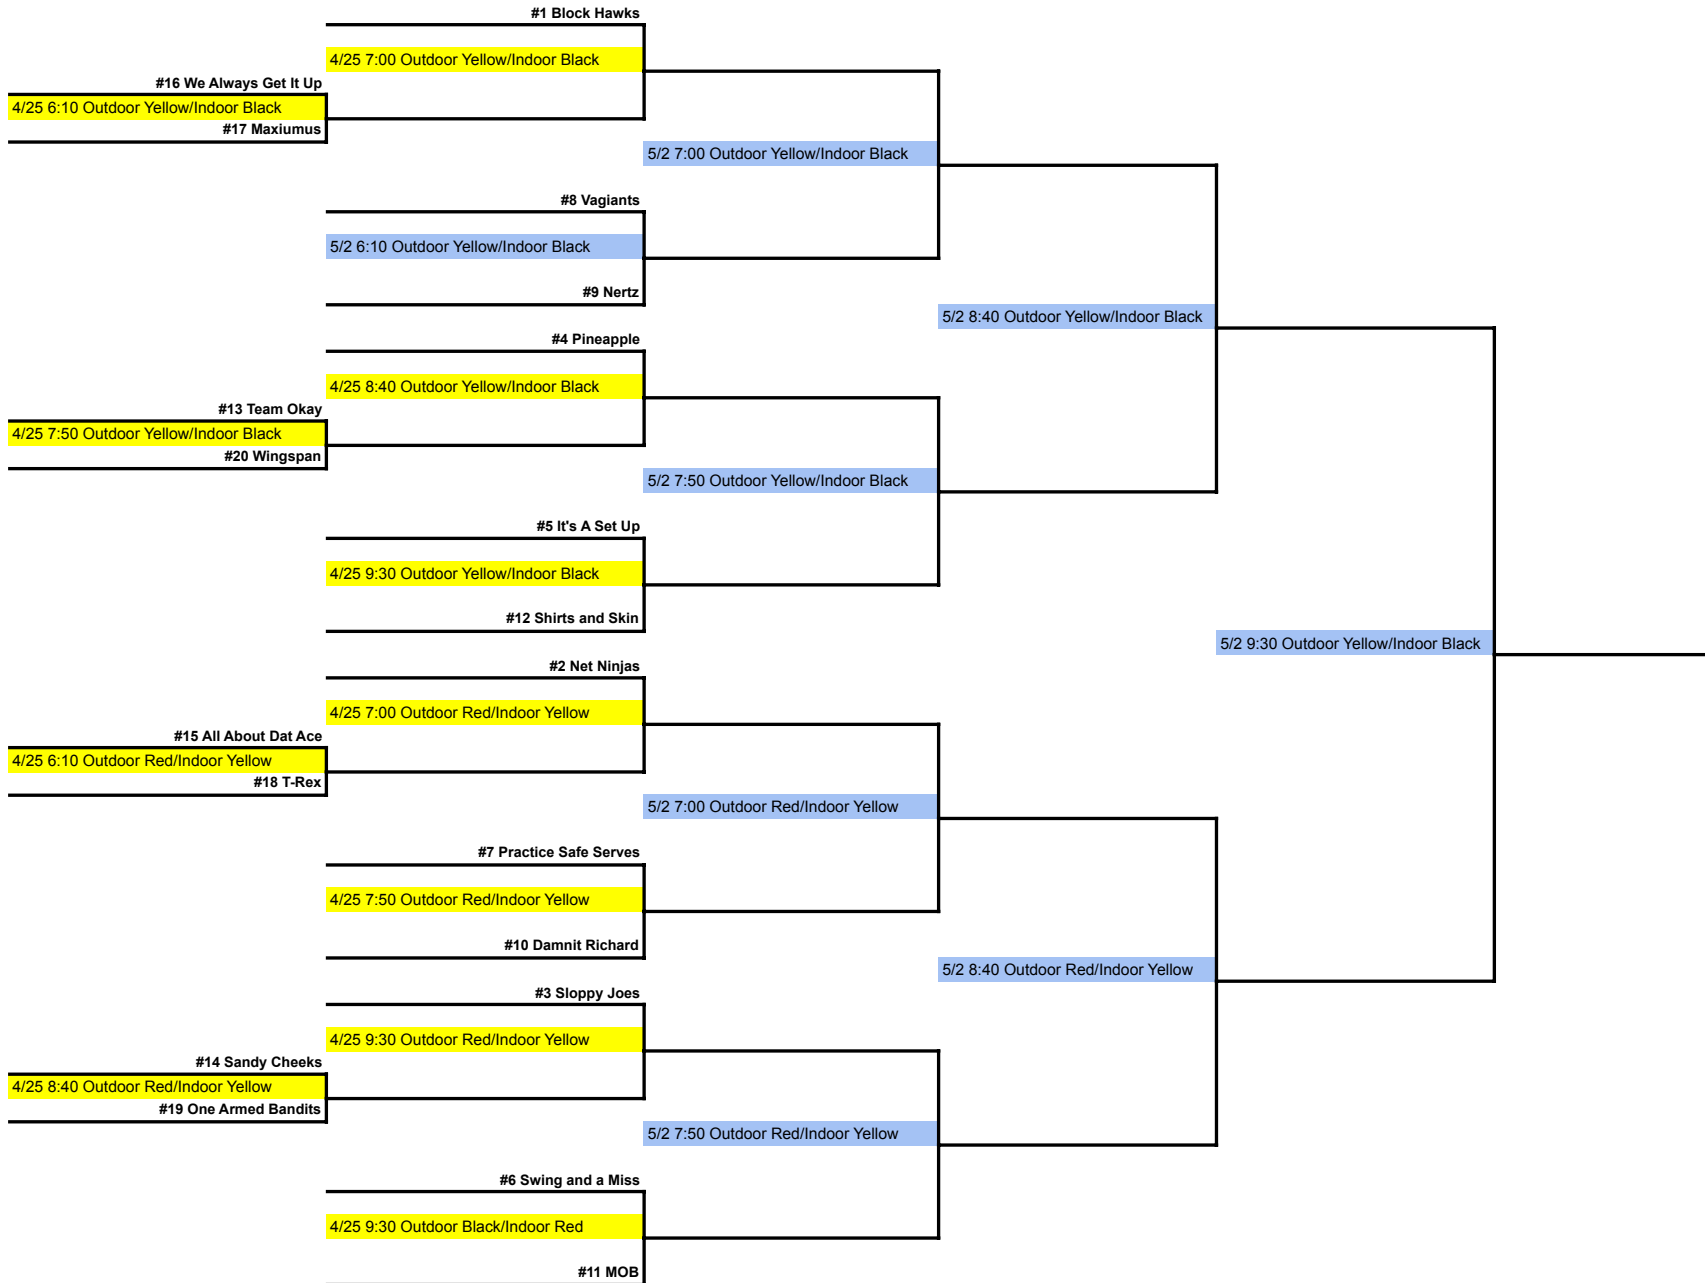 #1 Block Hawks
4/25 7:00 Outdoor Yellow/Indoor Black
#16 We Always Get It Up
4/25 6:10 Outdoor Yellow/Indoor Black
#17 Maxiumus
5/2 7:00 Outdoor Yellow/Indoor Black
#8 Vagiants
5/2 6:10 Outdoor Yellow/Indoor Black
#9 Nertz
5/2 8:40 Outdoor Yellow/Indoor Black
#4 Pineapple
4/25 8:40 Outdoor Yellow/Indoor Black
#13 Team Okay
4/25 7:50 Outdoor Yellow/Indoor Black
#20 Wingspan
5/2 7:50 Outdoor Yellow/Indoor Black
#5 It's A Set Up
4/25 9:30 Outdoor Yellow/Indoor Black
#12 Shirts and Skin
5/2 9:30 Outdoor Yellow/Indoor Black
#2 Net Ninjas
4/25 7:00 Outdoor Red/Indoor Yellow
#15 All About Dat Ace
4/25 6:10 Outdoor Red/Indoor Yellow
#18 T-Rex
5/2 7:00 Outdoor Red/Indoor Yellow
#7 Practice Safe Serves
4/25 7:50 Outdoor Red/Indoor Yellow
#10 Damnit Richard
5/2 8:40 Outdoor Red/Indoor Yellow
#3 Sloppy Joes
4/25 9:30 Outdoor Red/Indoor Yellow
#14 Sandy Cheeks
4/25 8:40 Outdoor Red/Indoor Yellow
#19 One Armed Bandits
5/2 7:50 Outdoor Red/Indoor Yellow
#6 Swing and a Miss
4/25 9:30 Outdoor Black/Indoor Red
#11 MOB